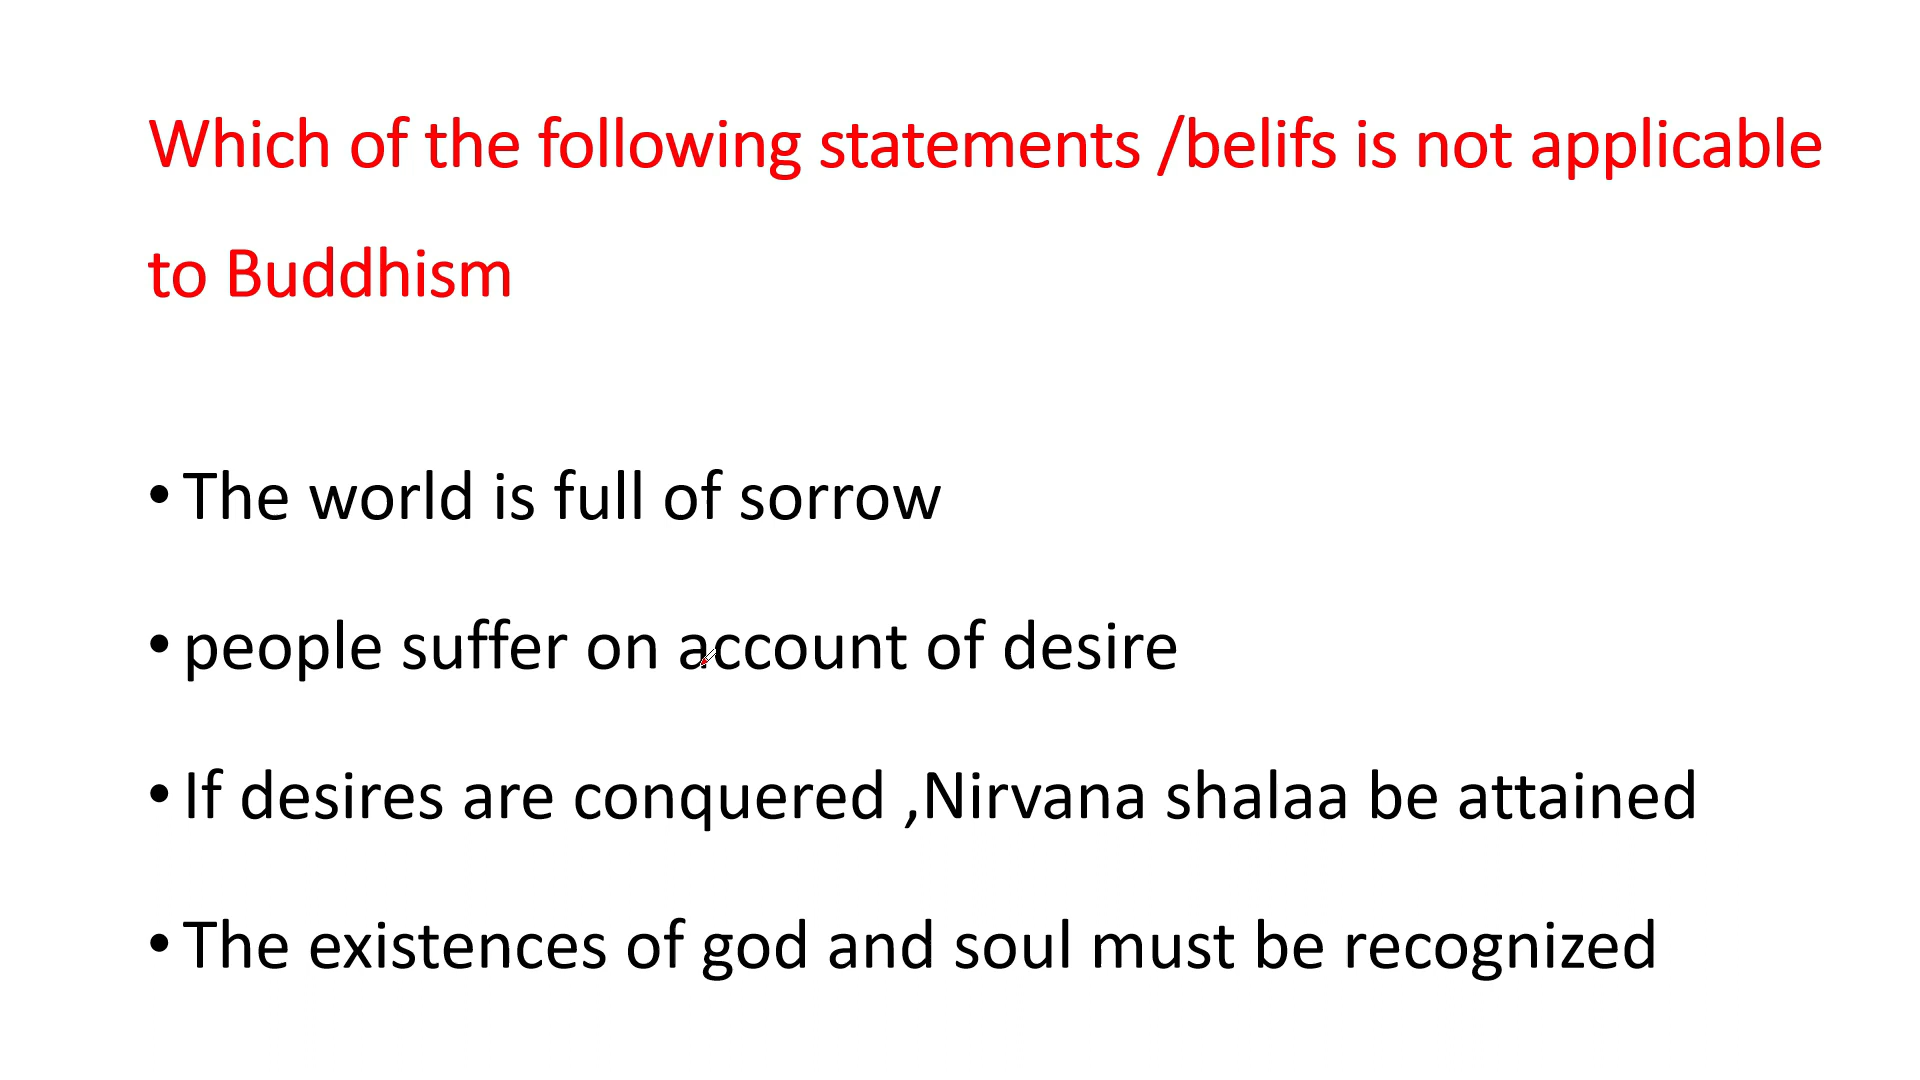 Which of the following statements /belifs is not applicable
to Buddhism
• The world is full of sorrow
• people suffer on account of desire
• If desires are conquered ,Nirvana shalaa be attained
• The existences of god and soul must be recognized